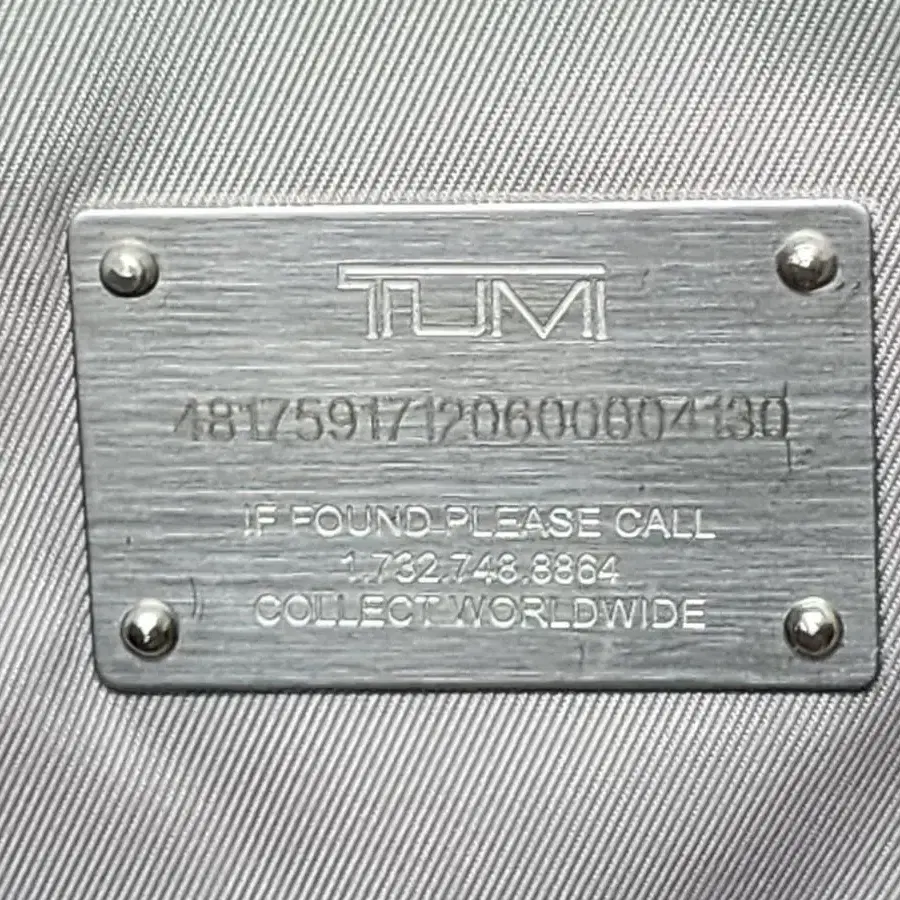 TUMI
48175917120600004130
IF FOUND PLEASE CALL
1.732.748.8864
COLLECT WORLDWIDE